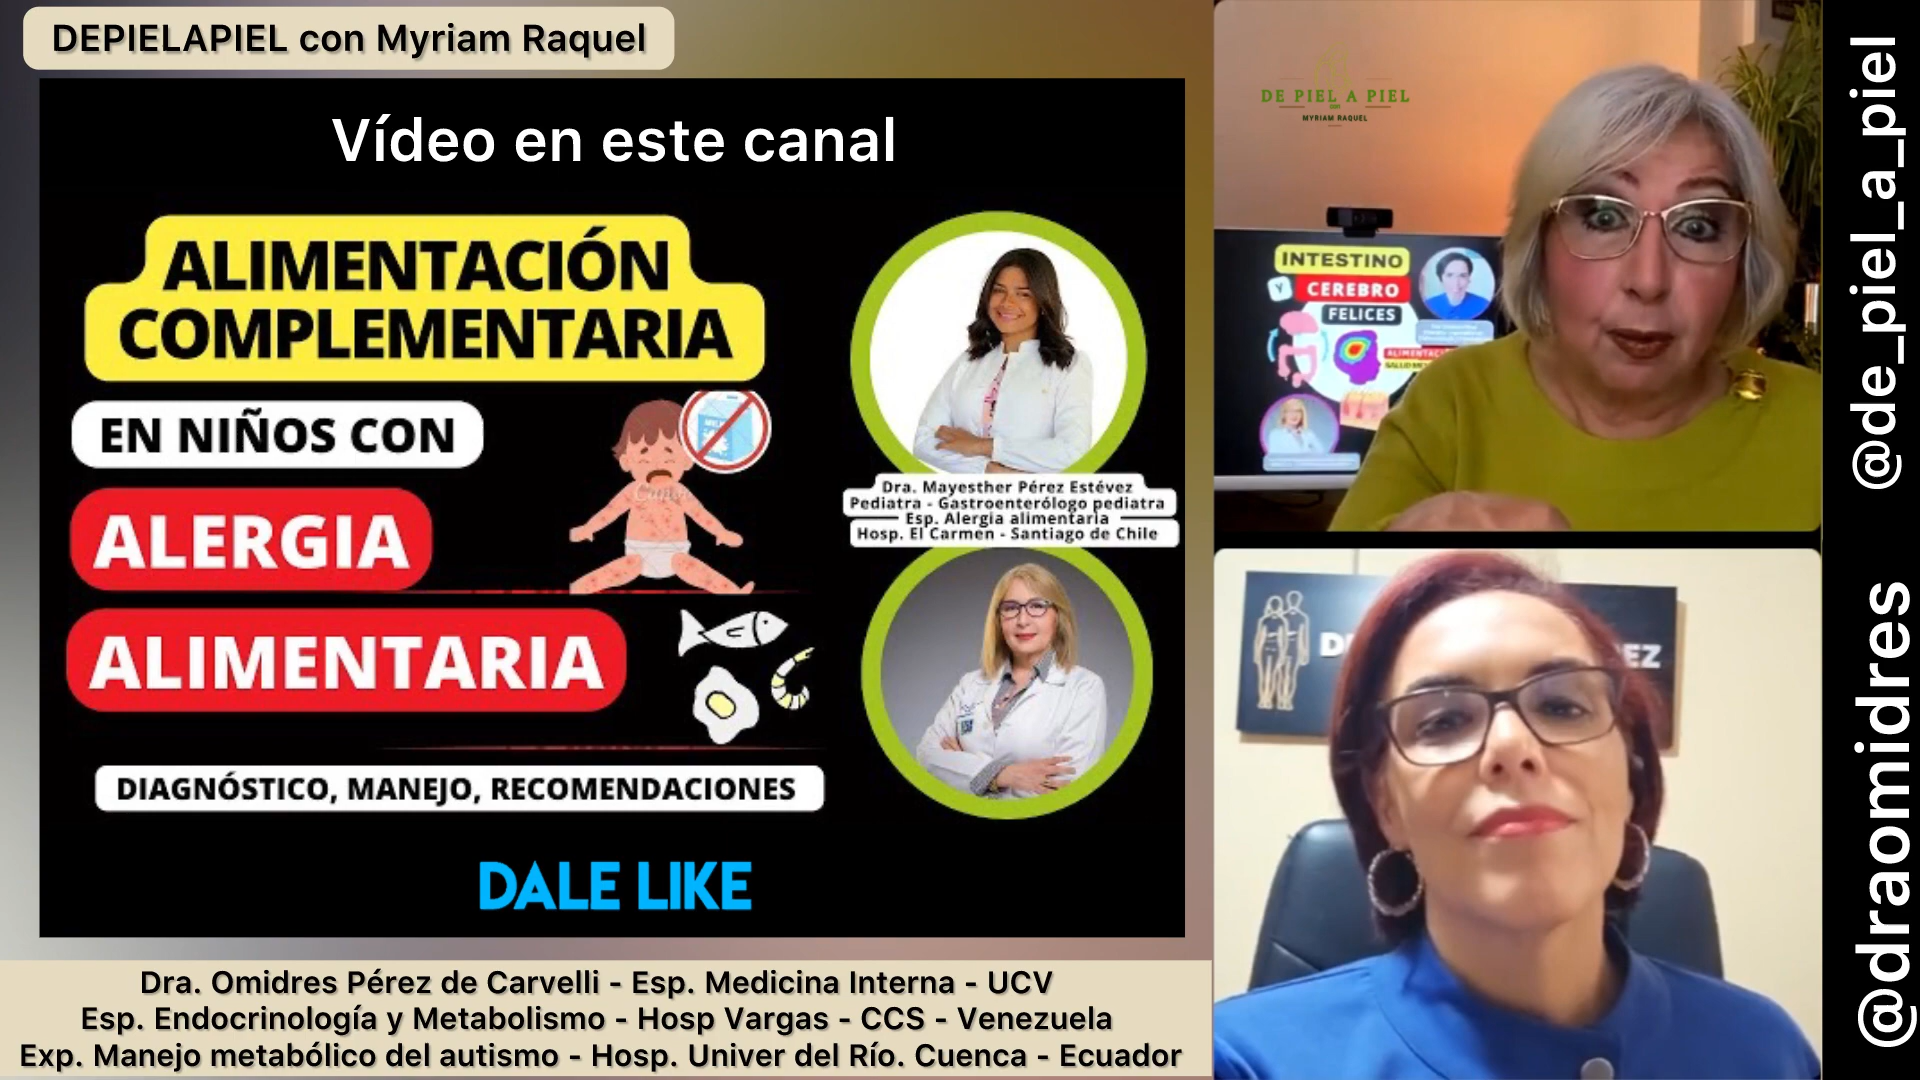 DEPIELAPIEL con Myriam Raquel
Vídeo en este canal
ALIMENTACIÓN
COMPLEMENTARIA
EN NIÑOS CON
ALERGIA
ALIMENTARIA
DIAGNÓSTICO, MANEJO, RECOMENDACIONES
Dra. Mayesther Pérez Estévez
Pediatra - Gastroenterólogo pediatra
Esp. Alergia alimentaria
Hosp. El Carmen - Santiago de Chile
DALE LIKE
Dra. Omidres Pérez de Carvelli - Esp. Medicina Interna - UCV
Esp. Endocrinología y Metabolismo - Hosp Vargas - CCS - Venezuela
Exp. Manejo metabólico del autismo - Hosp. Univer del Río. Cuenca - Ecuador
DE PIEL A PIEL
MYRIAM RAQUEL
INTESTINO
Y CEREBRO
FELICES
@de_piel_a_piel
@draomidres